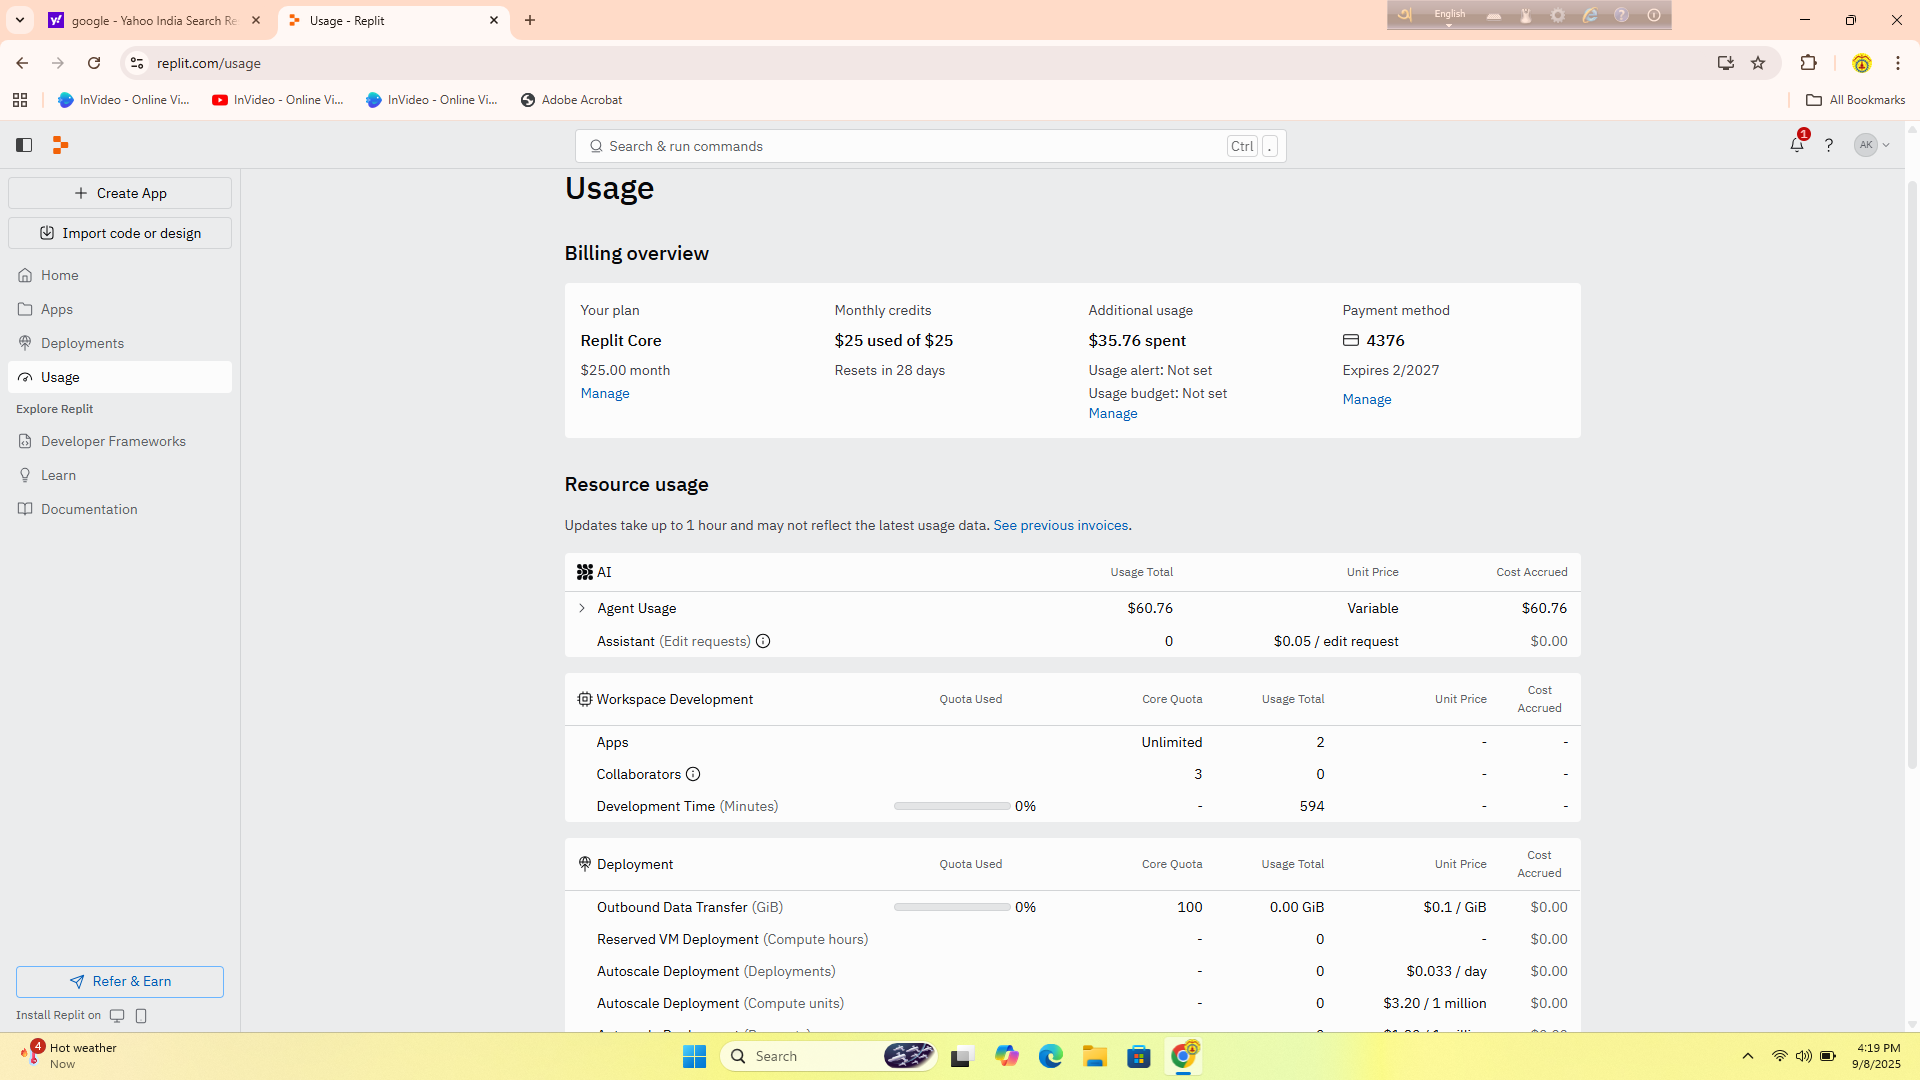 google - Yahoo India Search Re
Usage - Replit
English
replit.com/usage
InVideo - Online Vi...
InVideo - Online Vi...
InVideo - Online Vi...
Adobe Acrobat
All Bookmarks
Search & run commands
Ctrl .
1
?
AK
Create App
Import code or design
Home
Apps
Deployments
Usage
Explore Replit
Developer Frameworks
Learn
Documentation
Refer & Earn
Install Replit on
Usage
Billing overview
Your plan
Replit Core
$25.00 month
Manage
Monthly credits
$25 used of $25
Resets in 28 days
Additional usage
$35.76 spent
Usage alert: Not set
Usage budget: Not set
Manage
Payment method
4376
Expires 2/2027
Manage
Resource usage
Updates take up to 1 hour and may not reflect the latest usage data. See previous invoices.
AI Usage Total Unit Price Cost Accrued
Agent Usage $60.76 Variable $60.76
Assistant (Edit requests) 0 $0.05 / edit request $0.00
Workspace Development Quota Used Core Quota Usage Total Unit Price Cost Accrued
Apps Unlimited 2 - -
Collaborators 3 0 - -
Development Time (Minutes) 0% - 594 - -
Deployment Quota Used Core Quota Usage Total Unit Price Cost Accrued
Outbound Data Transfer (GiB) 0% 100 0.00 GiB $0.1 / GiB $0.00
Reserved VM Deployment (Compute hours) - 0 - $0.00
Autoscale Deployment (Deployments) - 0 $0.033 / day $0.00
Autoscale Deployment (Compute units) - 0 $3.20 / 1 million $0.00
4
Hot weather
Now
Search
4:19 PM
9/8/2025